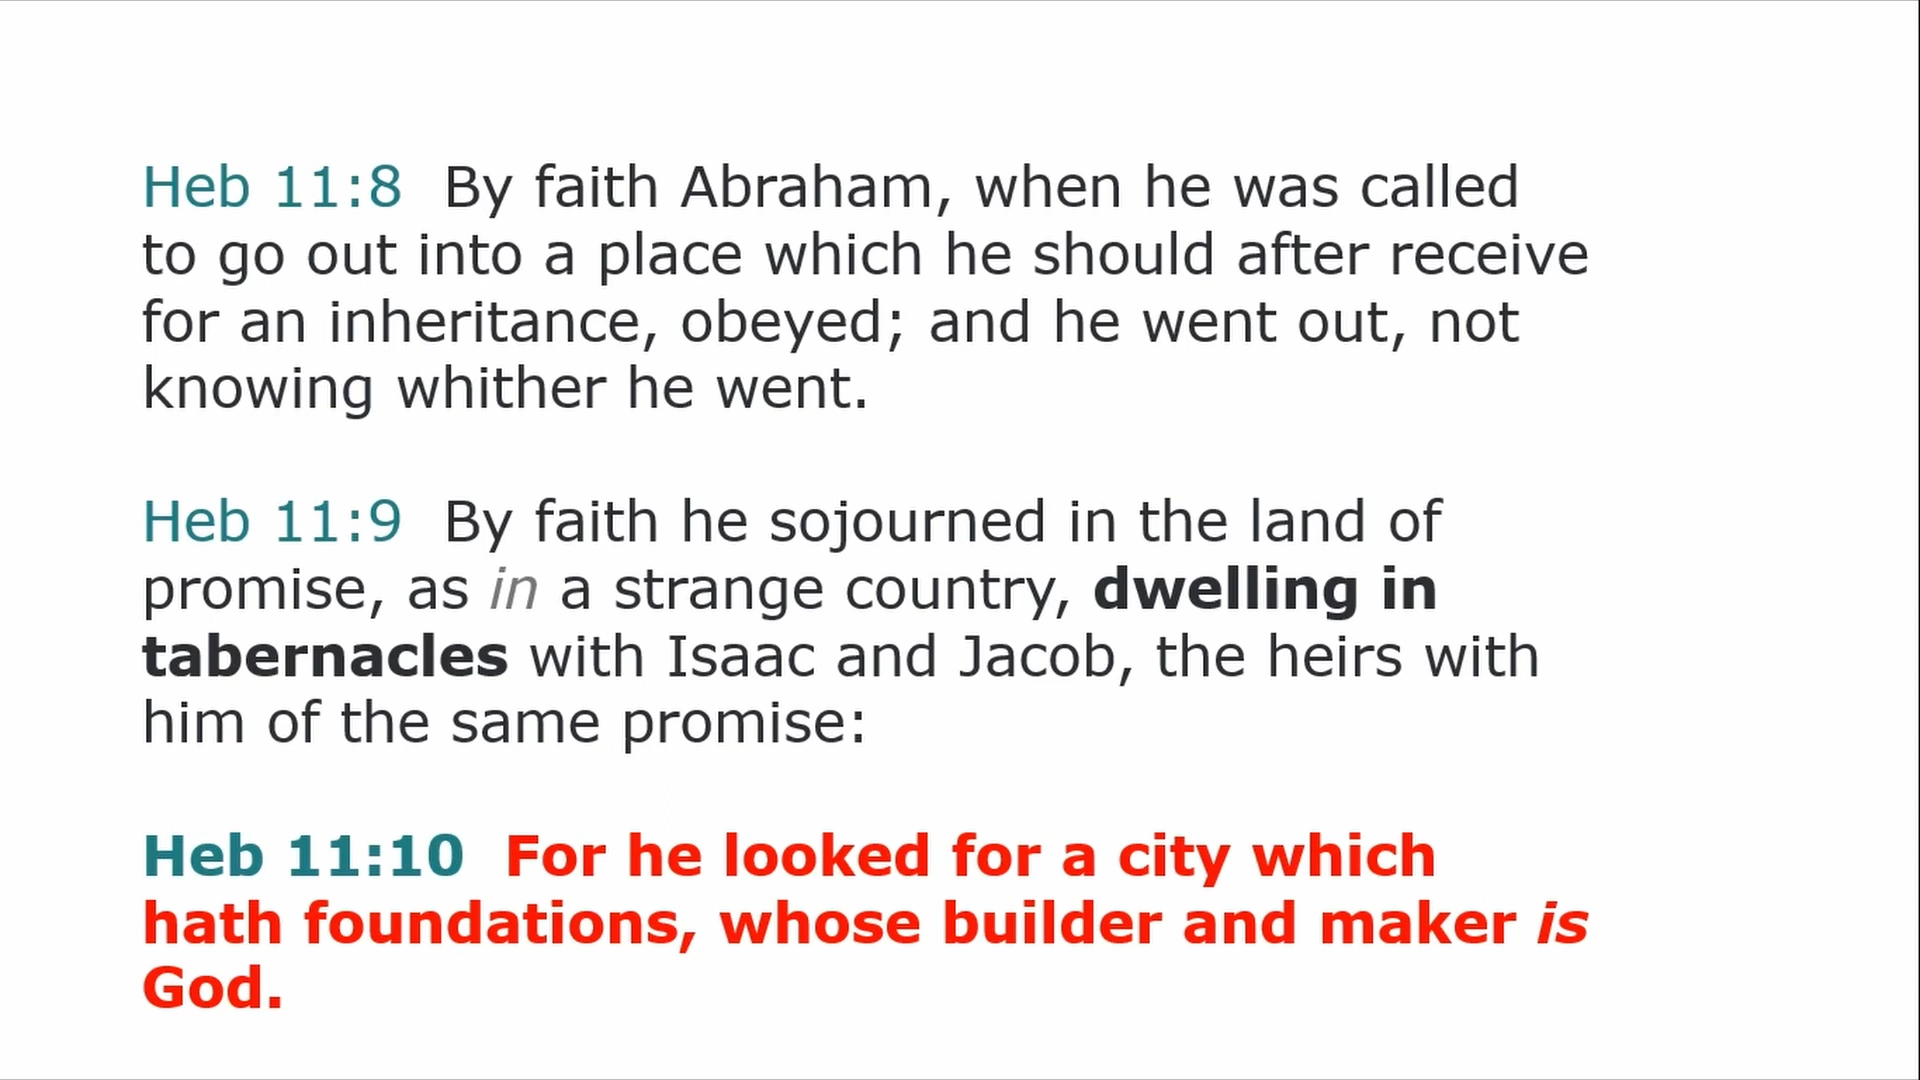 Heb 11:8  By faith Abraham, when he was called
to go out into a place which he should after receive
for an inheritance, obeyed; and he went out, not
knowing whither he went.
Heb 11:9  By faith he sojourned in the land of
promise, as in a strange country, dwelling in
tabernacles with Isaac and Jacob, the heirs with
him of the same promise:
Heb 11:10  For he looked for a city which
hath foundations, whose builder and maker is
God.